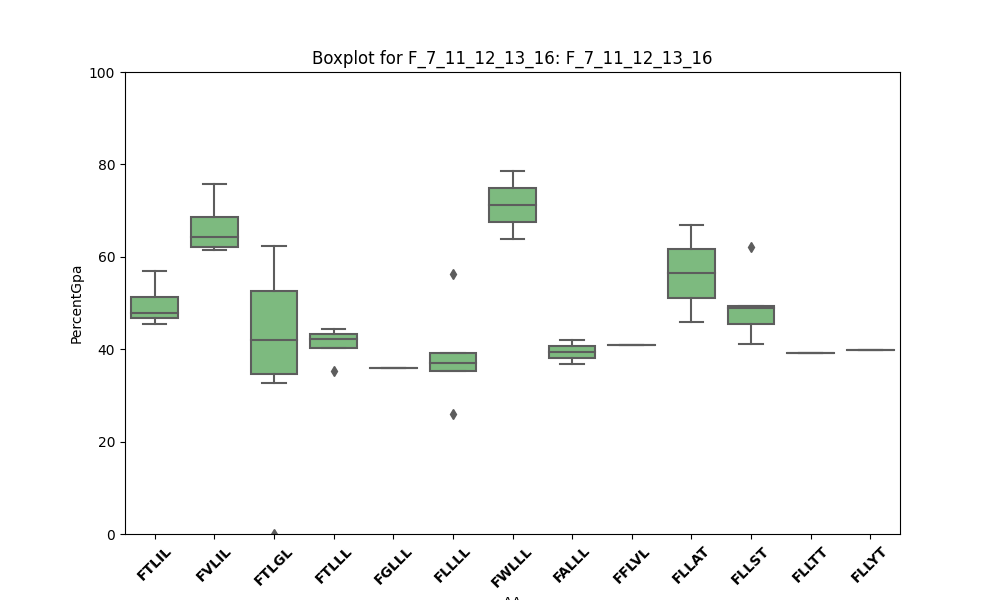 Boxplot for F_7_11_12_13_16: F_7_11_12_13_16
100
80
60
40
20
0
PercentGpa
FTLIL FVLIL FTLGL FTLLL FGLLL FLLLL FWLLL FALLL FFLVL FLLAT FLLST FLLTT FLLYT